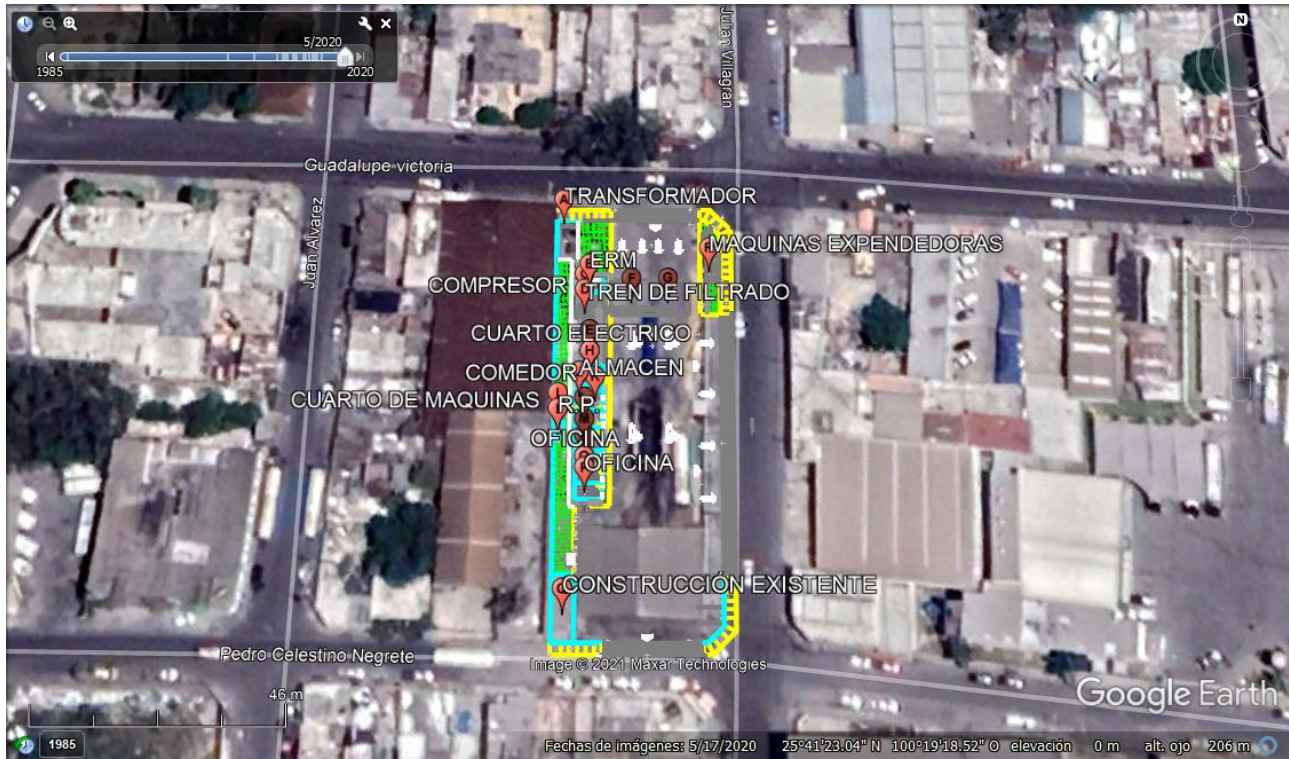 5/2020
1985
2020
Julian Villagran
N
Guadalupe victoria
Juan Alvarez
A
TRANSFORMADOR
MAQUINAS EXPENDEDORAS
ERM
COMPRESOR
F
G
TREN DE FILTRADO
E
CUARTO ELECTRICO
H
COMEDOR
ALMACEN
CUARTO DE MAQUINAS
R.P.
OFICINA
OFICINA
CONSTRUCCIÓN EXISTENTE
Pedro Celestino Negrete
Image © 2021 Maxar Technologies
46 m
Google Earth
1985
Fechas de imágenes: 5/17/2020 25°41'23.04" N 100°19'18.52" O elevación 0 m alt. ojo 206 m